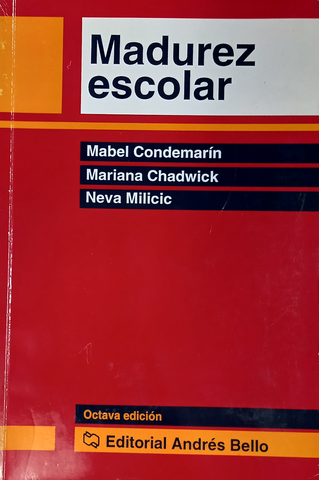 Madurez
escolar
Mabel Condemarín
Mariana Chadwick
Neva Milicic
Octava edición
Editorial Andrés Bello